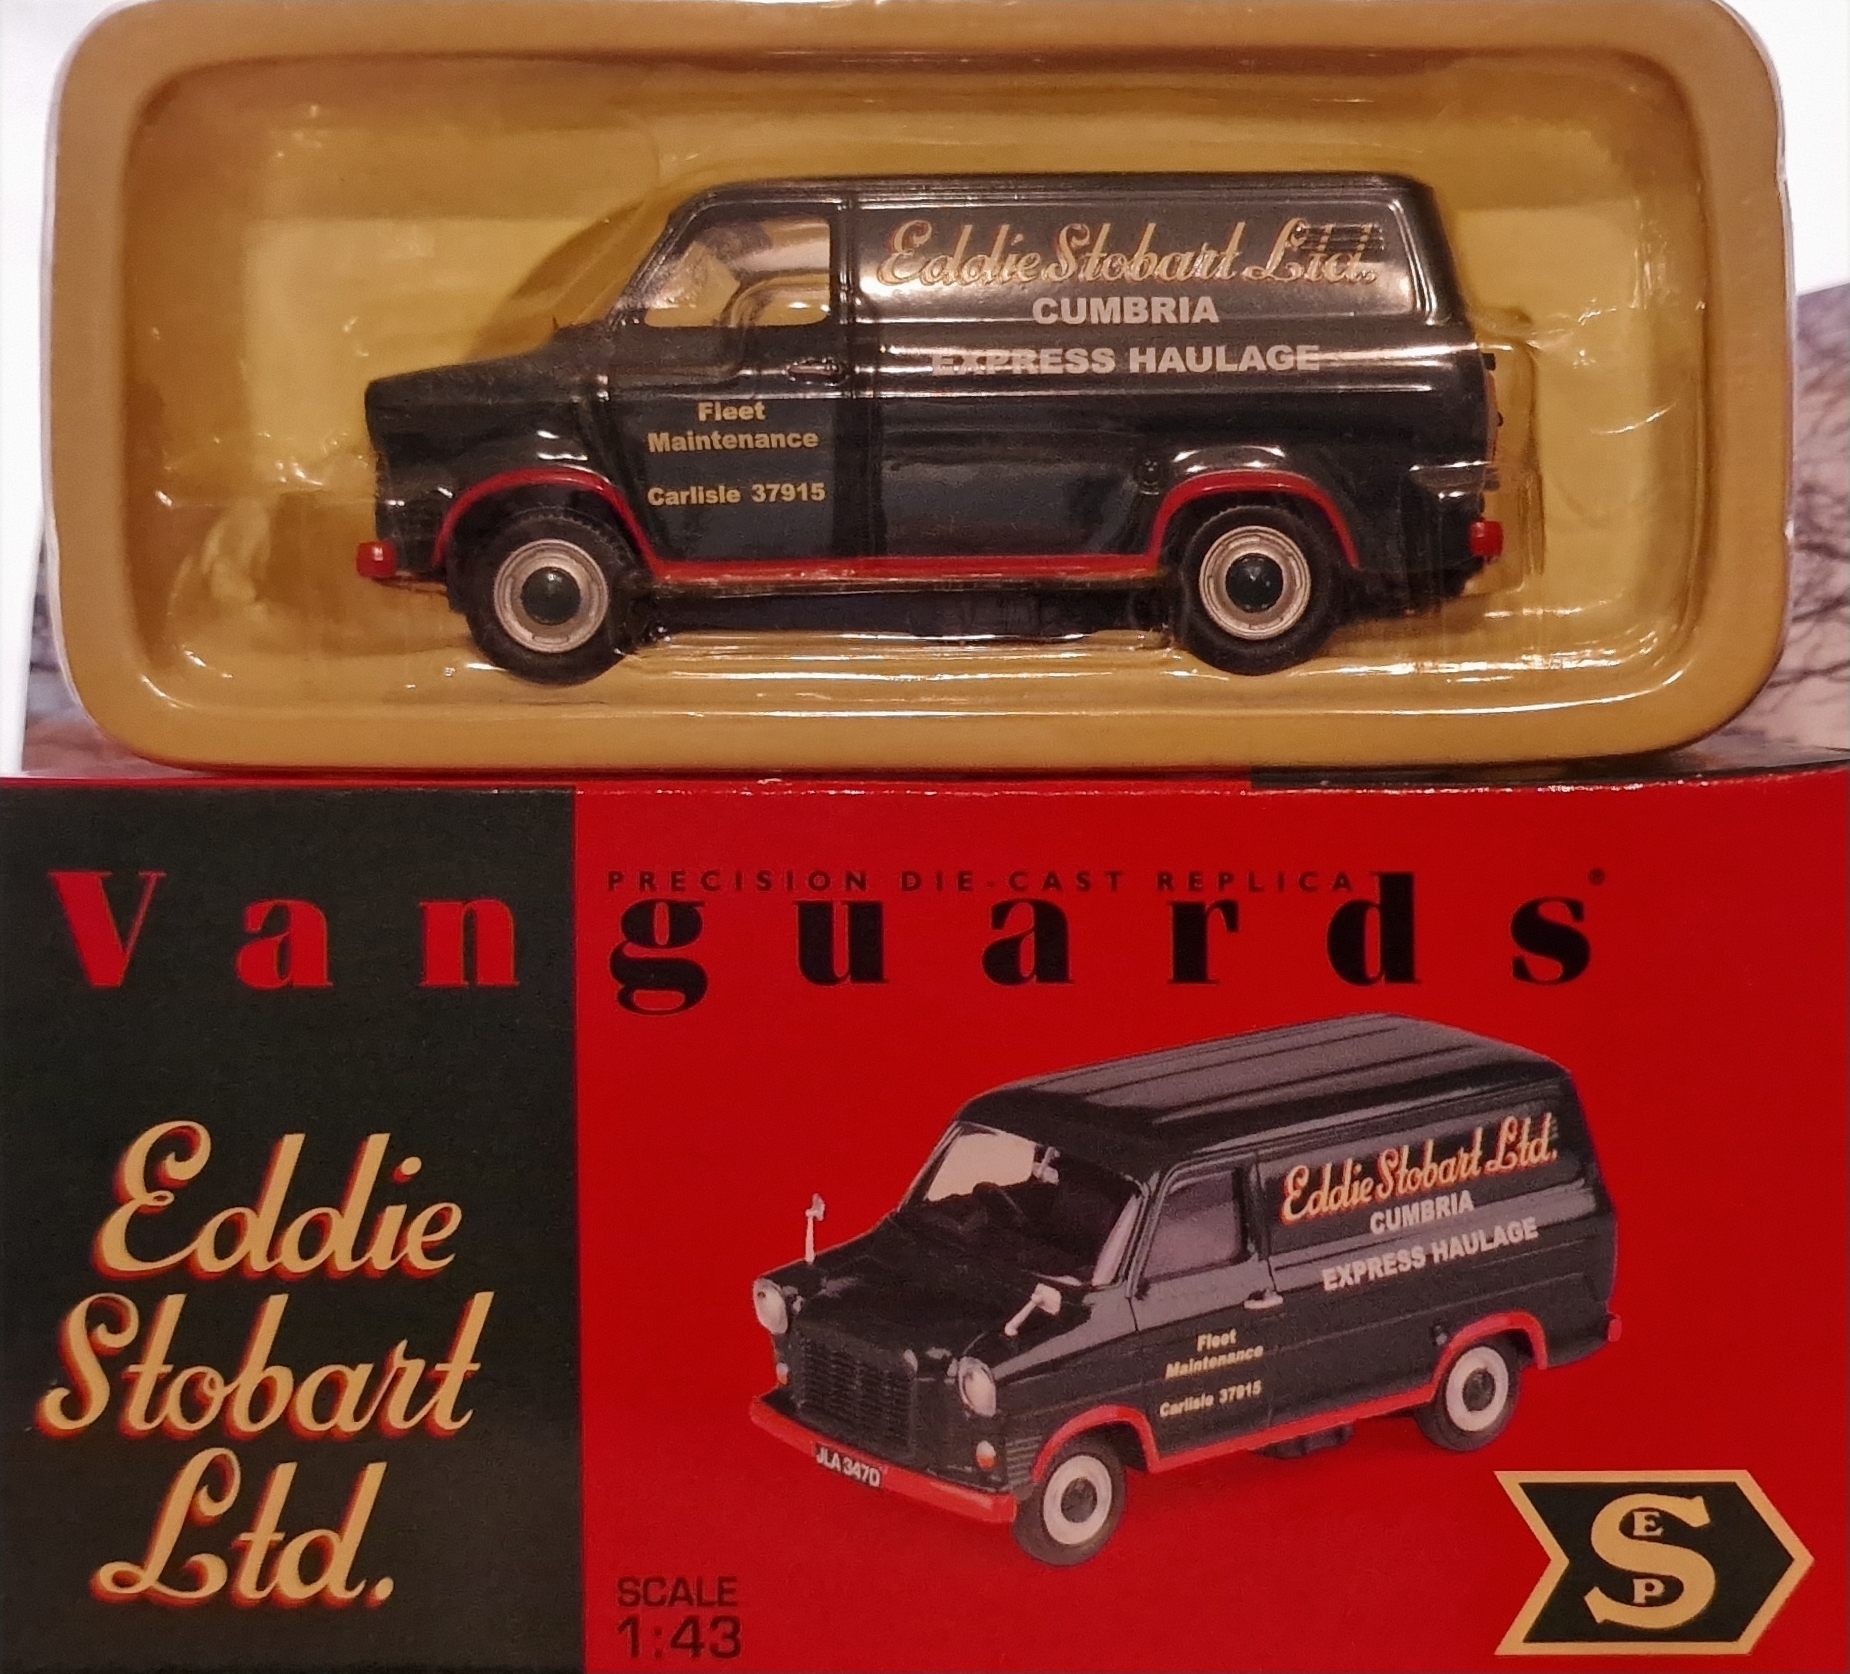 Eddie Stobart Ltd.
CUMBRIA
EXPRESS HAULAGE
Fleet
Maintenance
Carlisle 37915
PRECISION DIE-CAST REPLICA
Vanguards®
Eddie
Stobart
Ltd.
Eddie Stobart Ltd.
CUMBRIA
EXPRESS HAULAGE
Fleet
Maintenance
Carlisle 37915
JLA 347D
SCALE
1:43
E
S
P